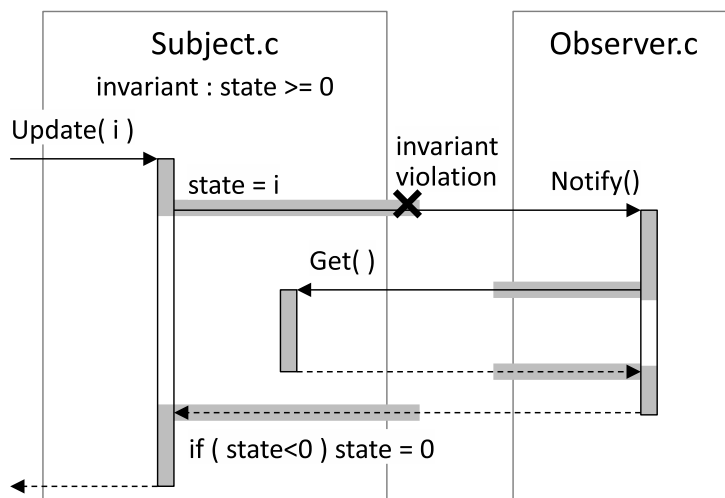 Subject.c
Observer.c
invariant : state >= 0
Update( i )
invariant
violation
state = i
Notify()
Get( )
if ( state<0 ) state = 0